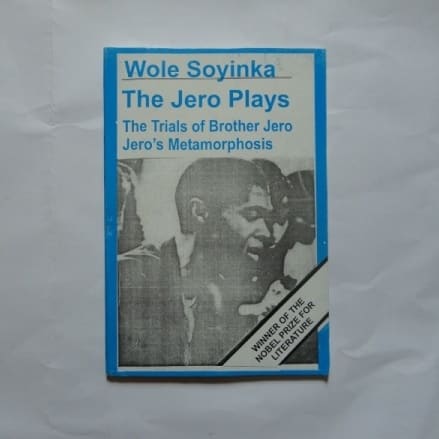 Wole Soyinka
The Jero Plays
The Trials of Brother Jero
Jero's Metamorphosis
WINNER OF THE
NOBEL PRIZE FOR
LITERATURE